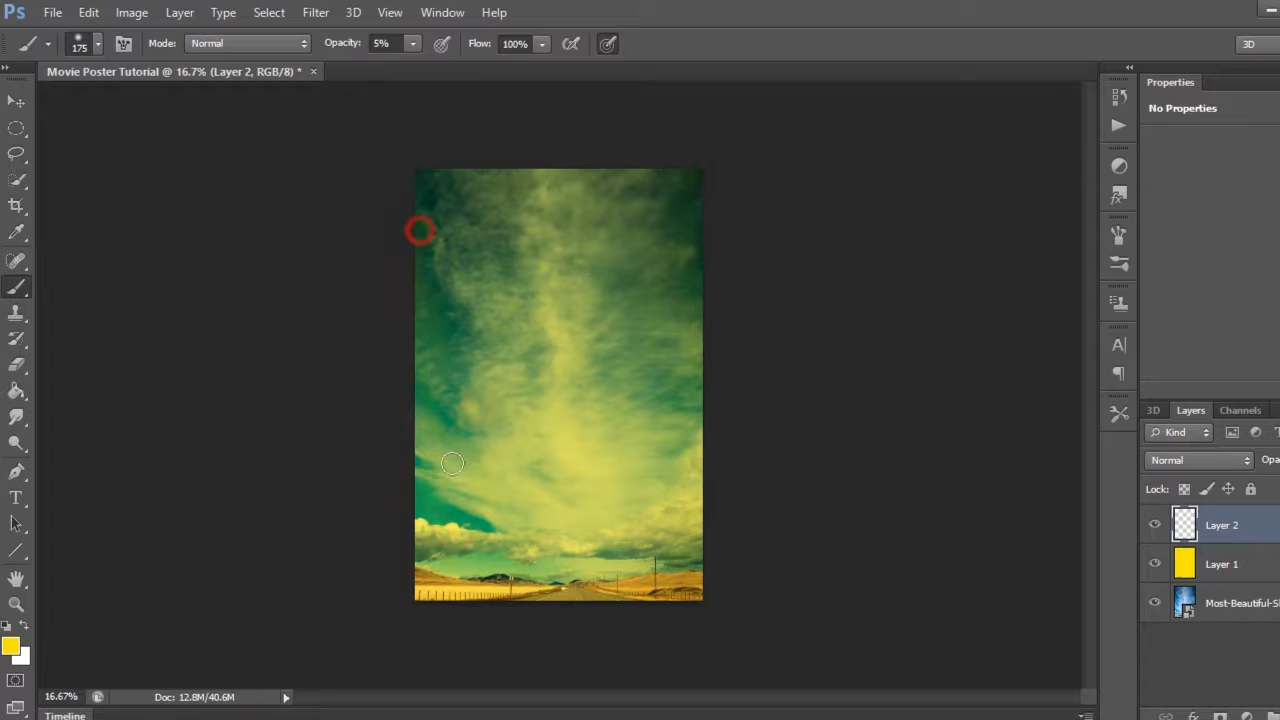 Ps File Edit Image Layer Type Select Filter 3D View Window Help
175 Mode: Normal Opacity: 5% Flow: 100% 3D
Movie Poster Tutorial @ 16.7% (Layer 2, RGB/8) * ×
Properties
No Properties
3D Layers Channels
Kind
Normal Opa
Lock:
Layer 2
Layer 1
Most-Beautiful-S
16.67% Doc: 12.8M/40.6M
Timeline